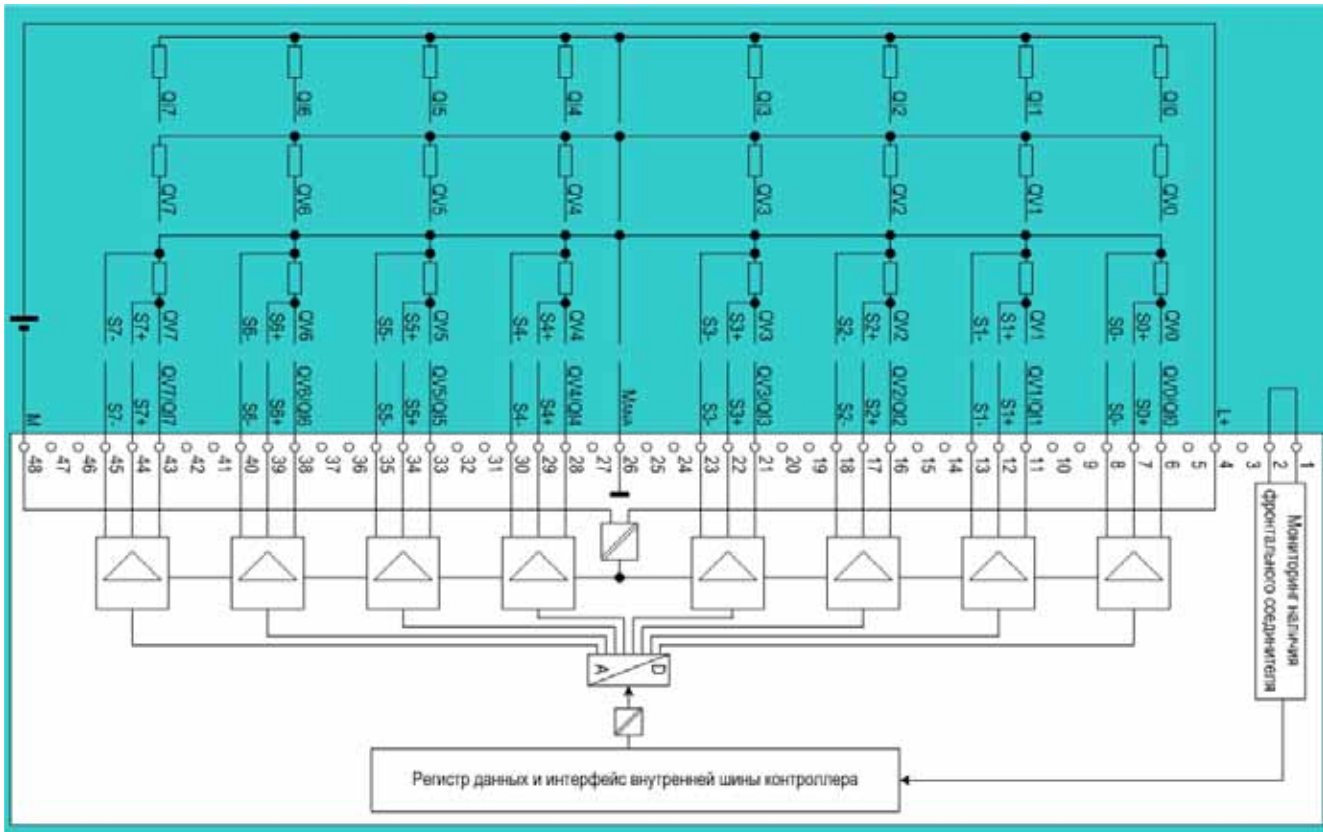 QI7 QI6 QI5 QI4 QI3 QI2 QI1 QI0
QV7 QV6 QV5 QV4 QV3 QV2 QV1 QV0
S7- S7+ QV7 S6- S6+ QV6 S5- S5+ QV5 S4- S4+ QV4 S3- S3+ QV3 S2- S2+ QV2 S1- S1+ QV1 S0- S0+ QV0
M S7- S7+ QV7/QI7 S6- S6+ QV6/QI6 S5- S5+ QV5/QI5 S4- S4+ QV4/QI4 MANA S3- S3+ QV3/QI3 S2- S2+ QV2/QI2 S1- S1+ QV1/QI1 S0- S0+ QV0/QI0 L+
48 47 46 45 44 43 42 41 40 39 38 37 36 35 34 33 32 31 30 29 28 27 26 25 24 23 22 21 20 19 18 17 16 15 14 13 12 11 10 9 8 7 6 5 4 3 2 1
Мониторинг наличия
фронтального соединителя
A D
Регистр данных и интерфейс внутренней шины контроллера